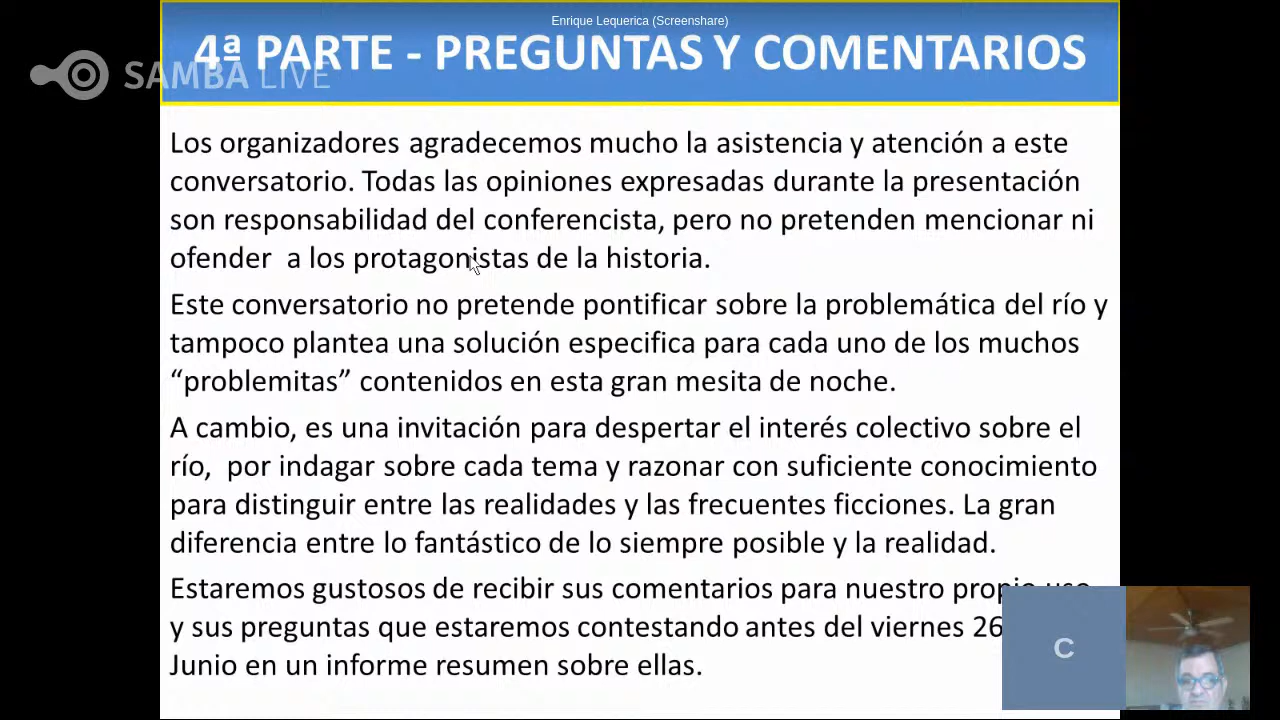 Enrique Lequerica (Screenshare)
4ª PARTE - PREGUNTAS Y COMENTARIOS
SAMBA LIVE
Los organizadores agradecemos mucho la asistencia y atención a este
conversatorio. Todas las opiniones expresadas durante la presentación
son responsabilidad del conferencista, pero no pretenden mencionar ni
ofender a los protagonistas de la historia.
Este conversatorio no pretende pontificar sobre la problemática del río y
tampoco plantea una solución especifica para cada uno de los muchos
“problemitas” contenidos en esta gran mesita de noche.
A cambio, es una invitación para despertar el interés colectivo sobre el
río, por indagar sobre cada tema y razonar con suficiente conocimiento
para distinguir entre las realidades y las frecuentes ficciones. La gran
diferencia entre lo fantástico de lo siempre posible y la realidad.
Estaremos gustosos de recibir sus comentarios para nuestro propio uso
y sus preguntas que estaremos contestando antes del viernes 26
Junio en un informe resumen sobre ellas.
C